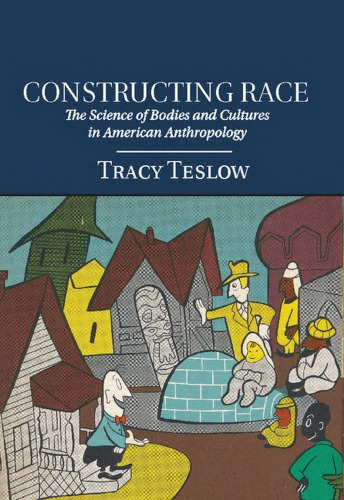 CONSTRUCTING RACE
The Science of Bodies and Cultures
in American Anthropology
TRACY TESLOW